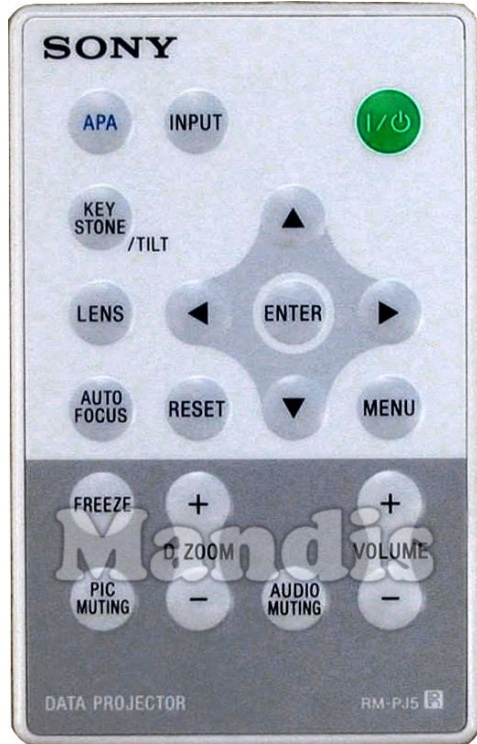 SONY
APA
INPUT
I/⏻
KEY
STONE
/TILT
LENS
ENTER
AUTO
FOCUS
RESET
MENU
FREEZE
+
+
D. ZOOM
VOLUME
Mandis
PIC
MUTING
−
AUDIO
MUTING
−
DATA PROJECTOR
RM-PJ5 R